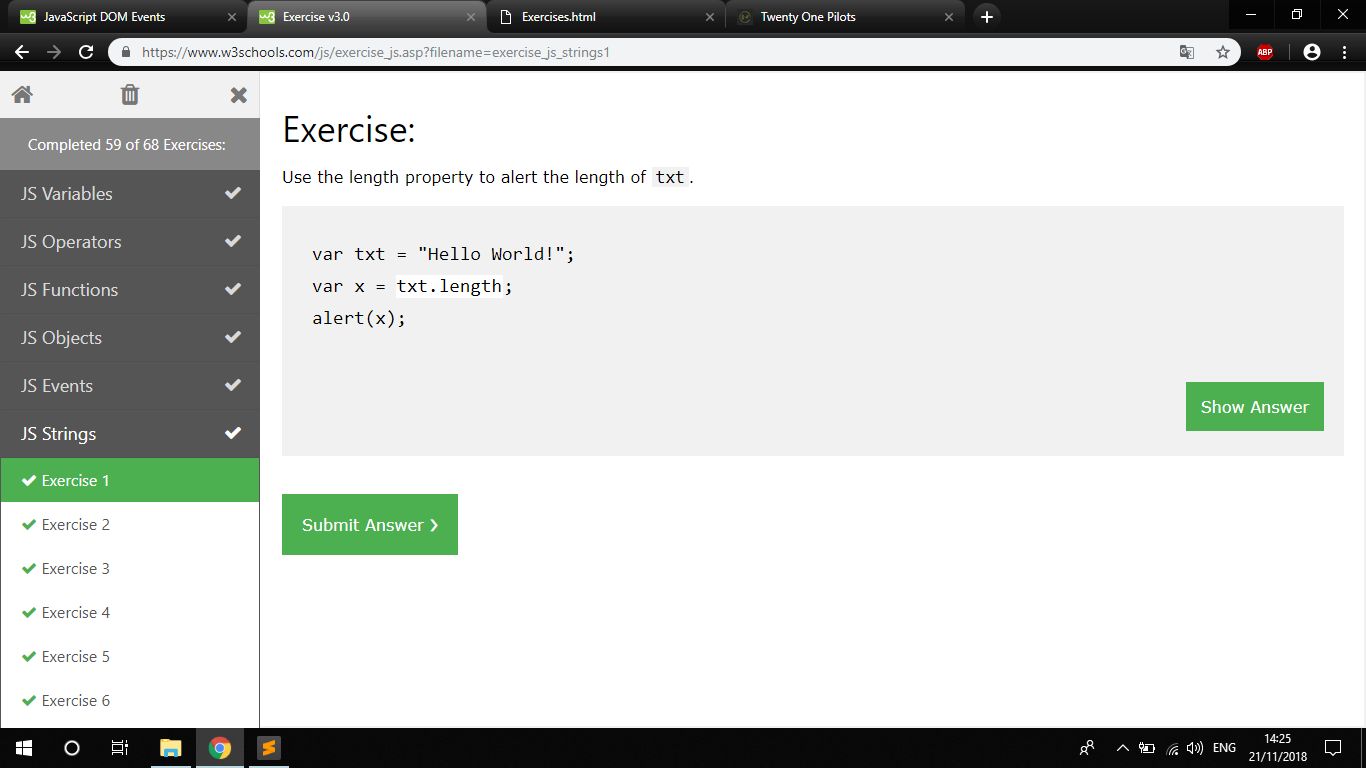 JavaScript DOM Events
Exercise v3.0
Exercises.html
Twenty One Pilots
https://www.w3schools.com/js/exercise_js.asp?filename=exercise_js_strings1
ABP
Completed 59 of 68 Exercises:
JS Variables
JS Operators
JS Functions
JS Objects
JS Events
JS Strings
Exercise 1
Exercise 2
Exercise 3
Exercise 4
Exercise 5
Exercise 6
Exercise:
Use the length property to alert the length of txt.
var txt = "Hello World!";
var x = txt.length;
alert(x);
Show Answer
Submit Answer ❯
ENG
14:25
21/11/2018